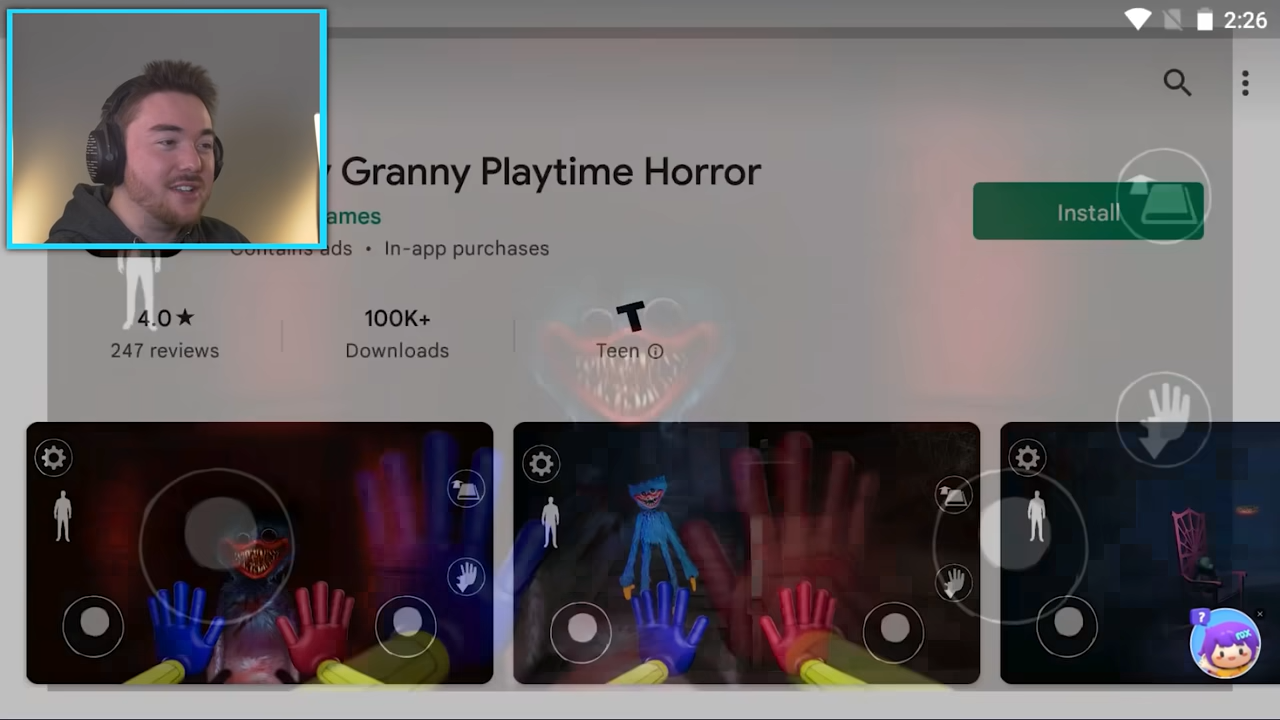 2:26
Granny Playtime Horror
ames
Install
Contains ads • In-app purchases
4.0★
247 reviews
100K+
Downloads
T
Teen
?
rox